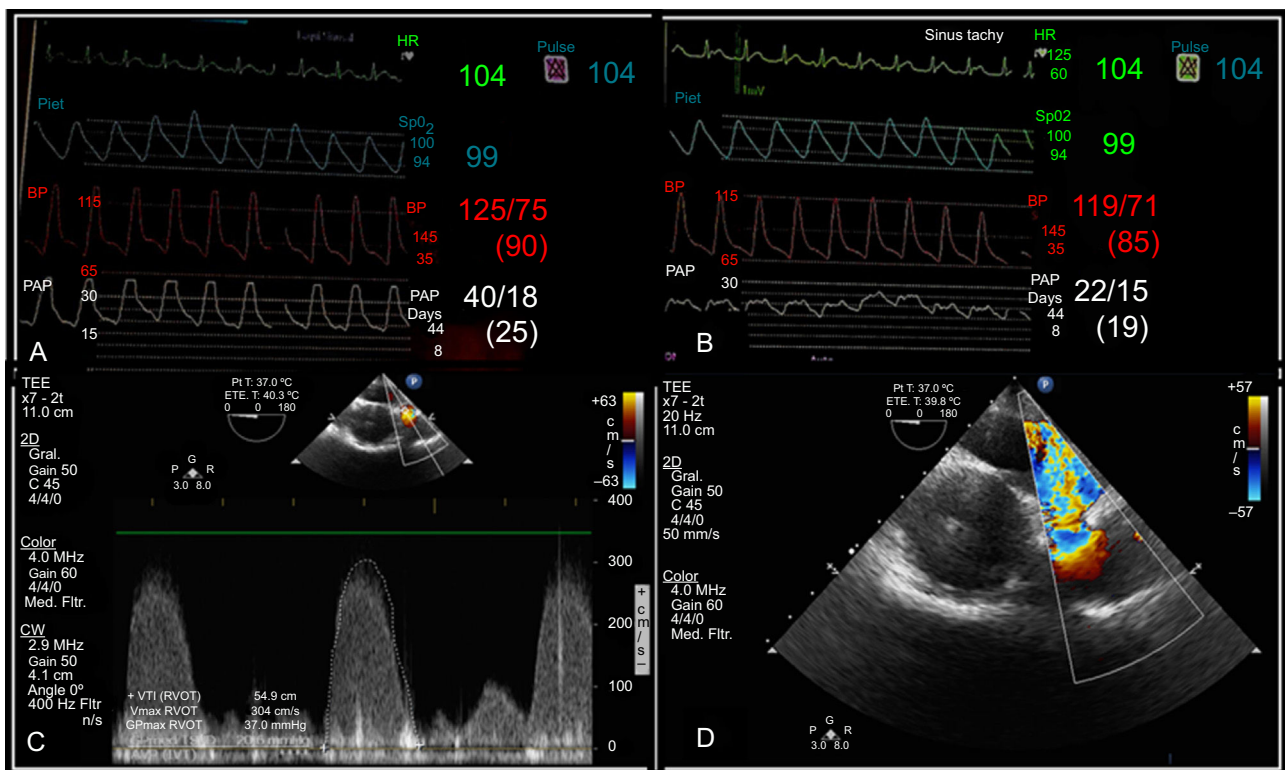 HR
104
Pulse
104
Piet
SpO2
100
94
99
BP
115
BP
145
35
125/75
(90)
65
PAP
30
15
PAP
Days
44
8
40/18
(25)
A
Sinus tachy
HR
125
60
104
Pulse
104
1mV
Piet
Sp02
100
94
99
BP
115
BP
145
35
119/71
(85)
65
PAP
30
PAP
Days
44
8
22/15
(19)
B
TEE
x7 - 2t
11.0 cm
2D
Gral.
Gain 50
C 45
4/4/0
Color
4.0 MHz
Gain 60
4/4/0
Med. Fltr.
CW
2.9 MHz
Gain 50
4.1 cm
Angle 0º
400 Hz Fltr
n/s
Pt T: 37.0 ºC
ETE. T: 40.3 ºC
0 0 180
P
G
P R
3.0 8.0
+63
c
m
/
s
–63
400
300
200
100
0
+
c
m
/
s
–
+ VTI (RVOT) 54.9 cm
Vmax RVOT 304 cm/s
GPmax RVOT 37.0 mmHg
C
TEE
x7 - 2t
20 Hz
11.0 cm
2D
Gral.
Gain 50
C 45
4/4/0
50 mm/s
Color
4.0 MHz
Gain 60
4/4/0
Med. Fltr.
Pt T: 37.0 ºC
ETE. T: 39.8 ºC
0 0 180
P
+57
c
m
/
s
–57
G
P R
3.0 8.0
D